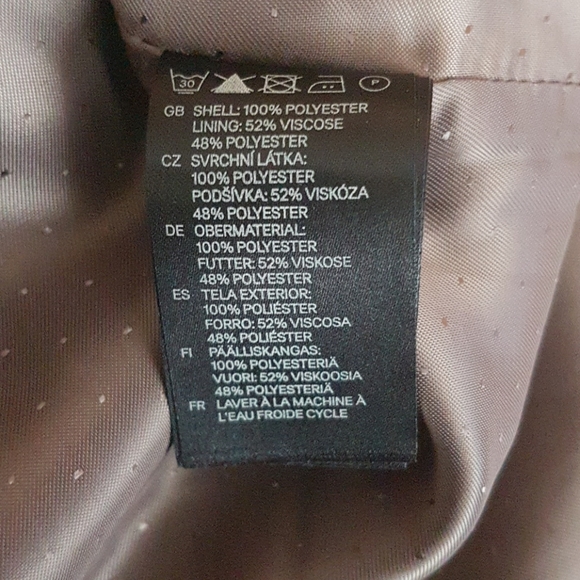 30 P
GB SHELL: 100% POLYESTER
LINING: 52% VISCOSE
48% POLYESTER
CZ SVRCHNÍ LÁTKA:
100% POLYESTER
PODŠÍVKA: 52% VISKÓZA
48% POLYESTER
DE OBERMATERIAL:
100% POLYESTER
FUTTER: 52% VISKOSE
48% POLYESTER
ES TELA EXTERIOR:
100% POLIÉSTER
FORRO: 52% VISCOSA
48% POLIÉSTER
FI PÄÄLLISKANGAS:
100% POLYESTERIÄ
VUORI: 52% VISKOOSIA
48% POLYESTERIÄ
FR LAVER À LA MACHINE À
L'EAU FROIDE CYCLE